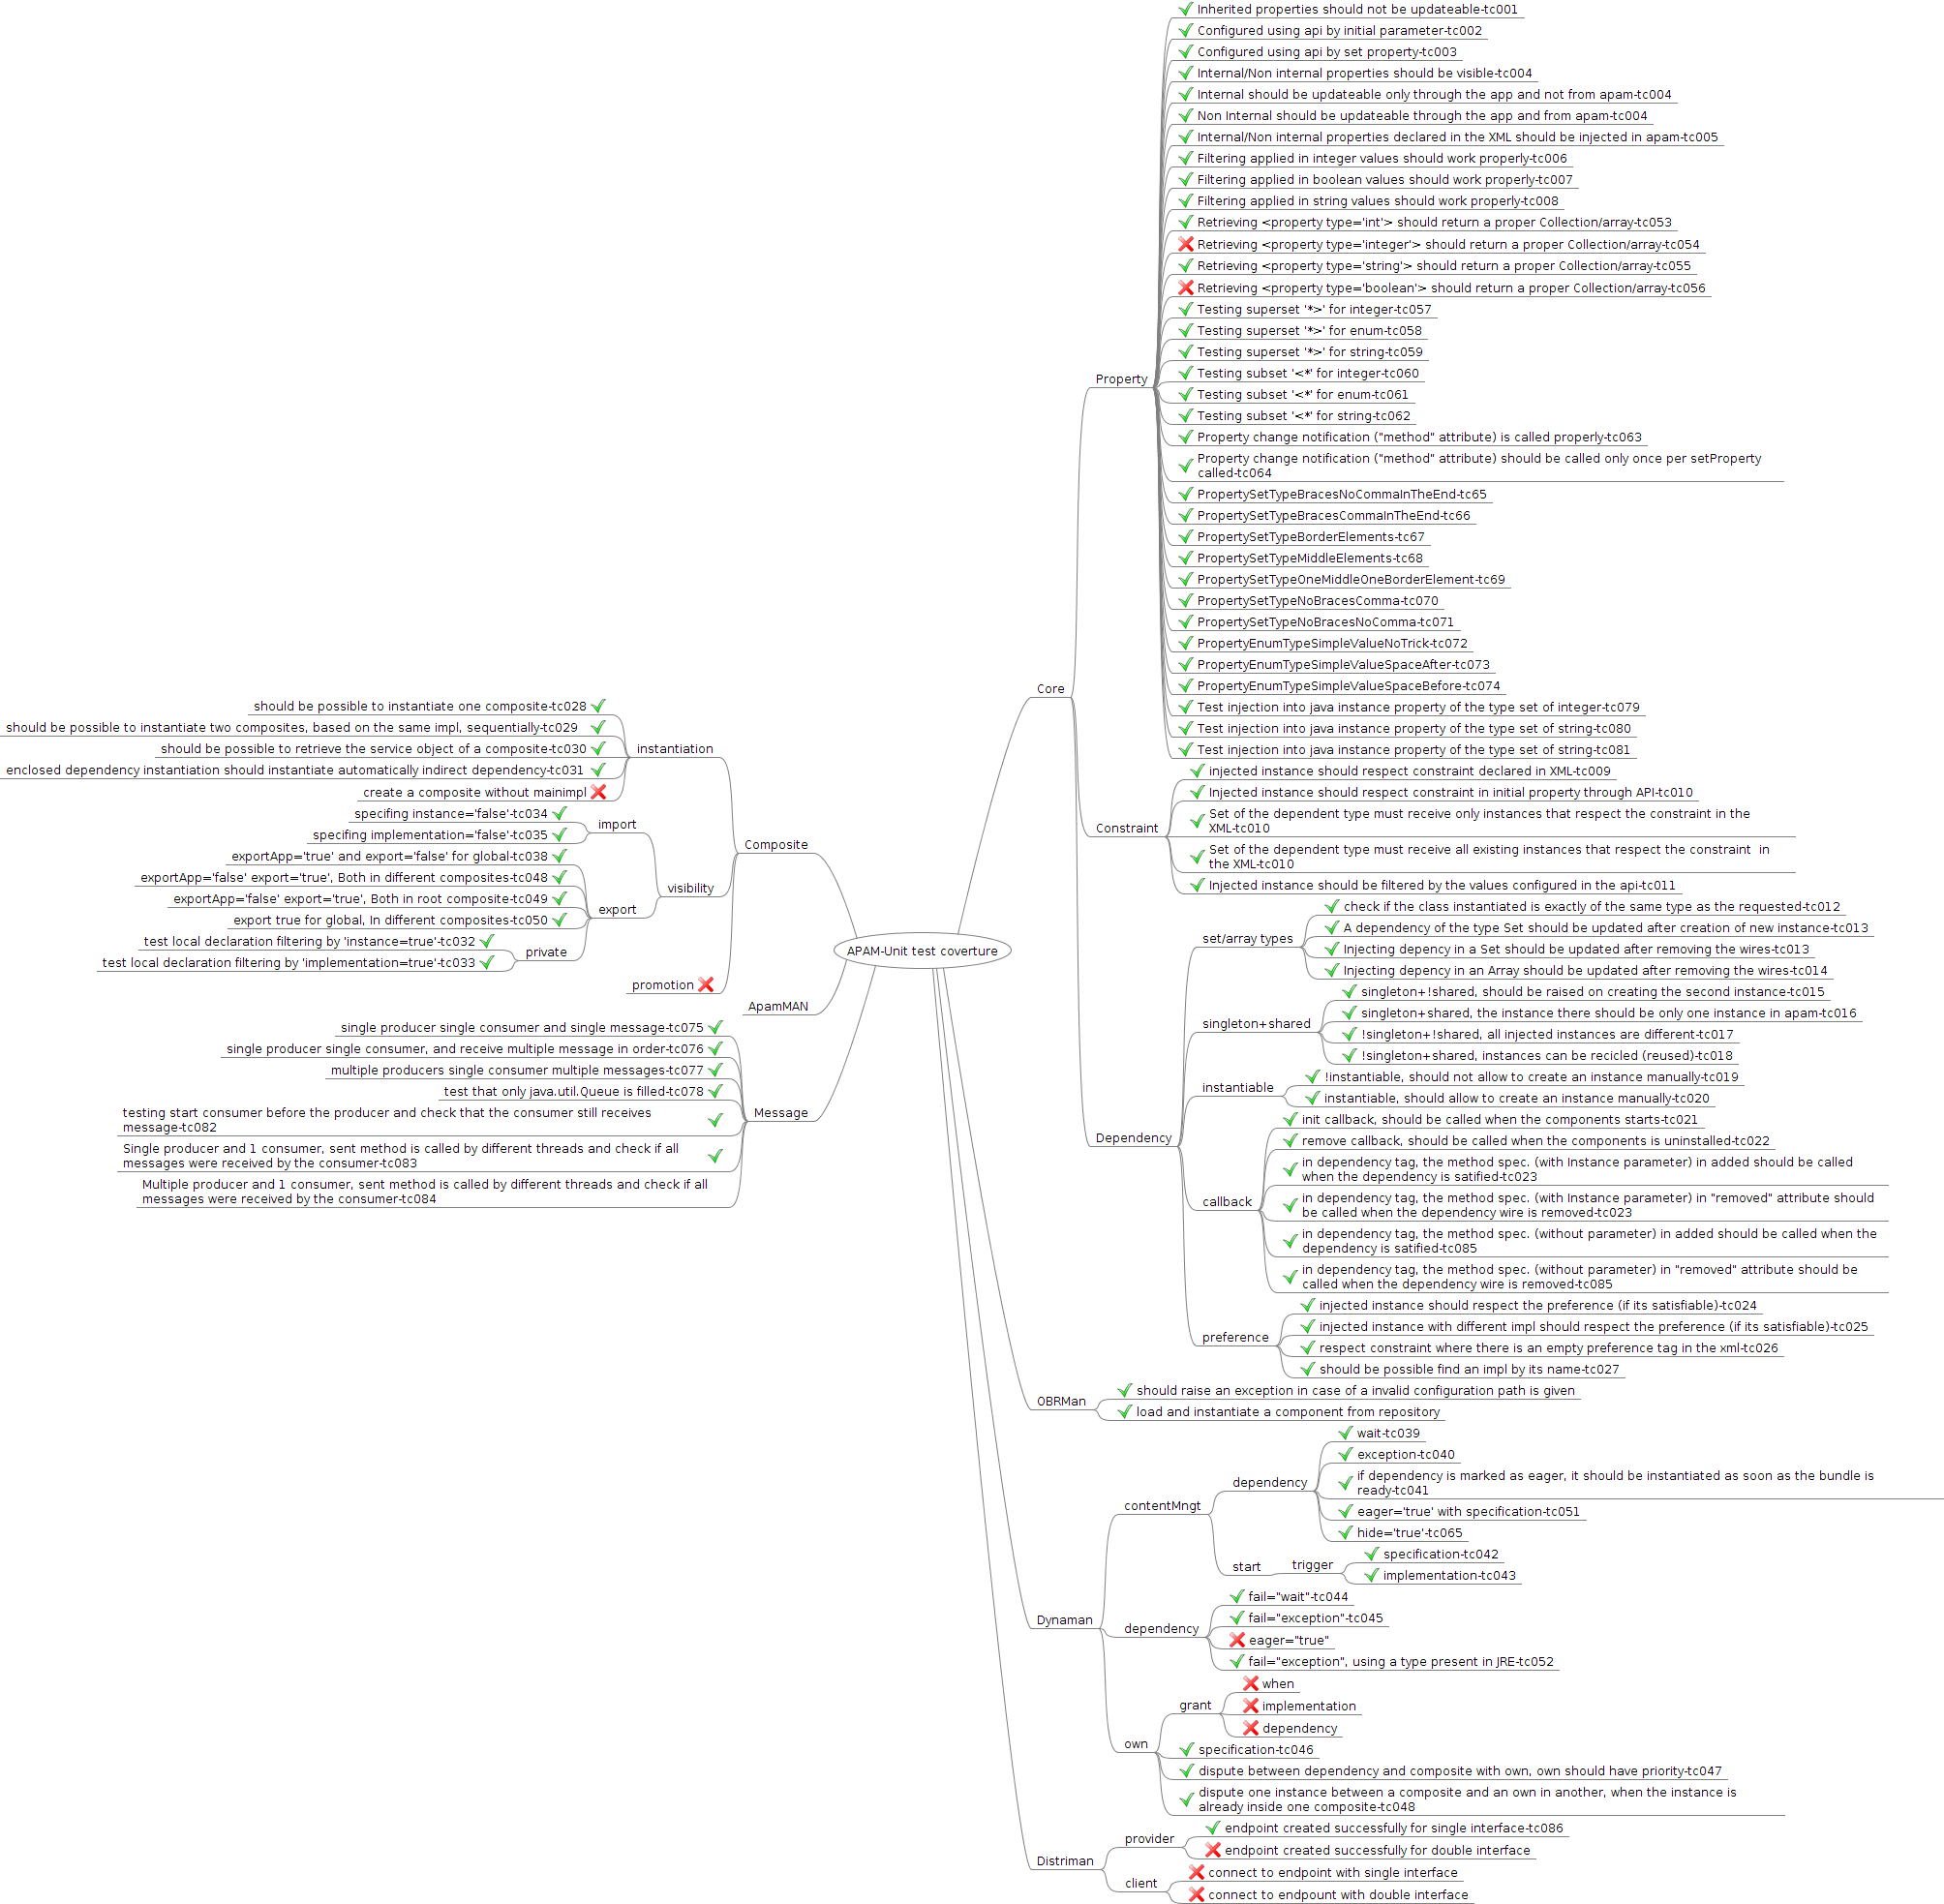 APAM-Unit test coverture
Core
Property
Inherited properties should not be updateable-tc001
Configured using api by initial parameter-tc002
Configured using api by set property-tc003
Internal/Non internal properties should be visible-tc004
Internal should be updateable only through the app and not from apam-tc004
Non Internal should be updateable through the app and from apam-tc004
Internal/Non internal properties declared in the XML should be injected in apam-tc005
Filtering applied in integer values should work properly-tc006
Filtering applied in boolean values should work properly-tc007
Filtering applied in string values should work properly-tc008
Retrieving <property type='int'> should return a proper Collection/array-tc053
Retrieving <property type='integer'> should return a proper Collection/array-tc054
Retrieving <property type='string'> should return a proper Collection/array-tc055
Retrieving <property type='boolean'> should return a proper Collection/array-tc056
Testing superset '*>' for integer-tc057
Testing superset '*>' for enum-tc058
Testing superset '*>' for string-tc059
Testing subset '<*' for integer-tc060
Testing subset '<*' for enum-tc061
Testing subset '<*' for string-tc062
Property change notification ("method" attribute) is called properly-tc063
Property change notification ("method" attribute) should be called only once per setProperty
called-tc064
PropertySetTypeBracesNoCommaInTheEnd-tc65
PropertySetTypeBracesCommaInTheEnd-tc66
PropertySetTypeBorderElements-tc67
PropertySetTypeMiddleElements-tc68
PropertySetTypeOneMiddleOneBorderElement-tc69
PropertySetTypeNoBracesComma-tc070
PropertySetTypeNoBracesNoComma-tc071
PropertyEnumTypeSimpleValueNoTrick-tc072
PropertyEnumTypeSimpleValueSpaceAfter-tc073
PropertyEnumTypeSimpleValueSpaceBefore-tc074
Test injection into java instance property of the type set of integer-tc079
Test injection into java instance property of the type set of string-tc080
Test injection into java instance property of the type set of string-tc081
Constraint
injected instance should respect constraint declared in XML-tc009
Injected instance should respect constraint in initial property through API-tc010
Set of the dependent type must receive only instances that respect the constraint in the
XML-tc010
Set of the dependent type must receive all existing instances that respect the constraint  in
the XML-tc010
Injected instance should be filtered by the values configured in the api-tc011
Dependency
set/array types
check if the class instantiated is exactly of the same type as the requested-tc012
A dependency of the type Set should be updated after creation of new instance-tc013
Injecting depency in a Set should be updated after removing the wires-tc013
Injecting depency in an Array should be updated after removing the wires-tc014
singleton+shared
singleton+!shared, should be raised on creating the second instance-tc015
singleton+shared, the instance there should be only one instance in apam-tc016
!singleton+!shared, all injected instances are different-tc017
!singleton+shared, instances can be recicled (reused)-tc018
instantiable
!instantiable, should not allow to create an instance manually-tc019
instantiable, should allow to create an instance manually-tc020
callback
init callback, should be called when the components starts-tc021
remove callback, should be called when the components is uninstalled-tc022
in dependency tag, the method spec. (with Instance parameter) in added should be called
when the dependency is satified-tc023
in dependency tag, the method spec. (with Instance parameter) in "removed" attribute should
be called when the dependency wire is removed-tc023
in dependency tag, the method spec. (without parameter) in added should be called when the
dependency is satified-tc085
in dependency tag, the method spec. (without parameter) in "removed" attribute should be
called when the dependency wire is removed-tc085
preference
injected instance should respect the preference (if its satisfiable)-tc024
injected instance with different impl should respect the preference (if its satisfiable)-tc025
respect constraint where there is an empty preference tag in the xml-tc026
should be possible find an impl by its name-tc027
OBRMan
should raise an exception in case of a invalid configuration path is given
load and instantiate a component from repository
Dynaman
contentMngt
dependency
wait-tc039
exception-tc040
if dependency is marked as eager, it should be instantiated as soon as the bundle is
ready-tc041
eager='true' with specification-tc051
hide='true'-tc065
start
trigger
specification-tc042
implementation-tc043
dependency
fail="wait"-tc044
fail="exception"-tc045
eager="true"
fail="exception", using a type present in JRE-tc052
own
grant
when
implementation
dependency
specification-tc046
dispute between dependency and composite with own, own should have priority-tc047
dispute one instance between a composite and an own in another, when the instance is
already inside one composite-tc048
Distriman
provider
endpoint created successfully for single interface-tc086
endpoint created successfully for double interface
client
connect to endpoint with single interface
connect to endpount with double interface
Composite
instantiation
should be possible to instantiate one composite-tc028
should be possible to instantiate two composites, based on the same impl, sequentially-tc029
should be possible to retrieve the service object of a composite-tc030
enclosed dependency instantiation should instantiate automatically indirect dependency-tc031
create a composite without mainimpl
visibility
import
specifing instance='false'-tc034
specifing implementation='false'-tc035
export
exportApp='true' and export='false' for global-tc038
exportApp='false' export='true', Both in different composites-tc048
exportApp='false' export='true', Both in root composite-tc049
export true for global, In different composites-tc050
private
test local declaration filtering by 'instance=true'-tc032
test local declaration filtering by 'implementation=true'-tc033
promotion
ApamMAN
Message
single producer single consumer and single message-tc075
single producer single consumer, and receive multiple message in order-tc076
multiple producers single consumer multiple messages-tc077
test that only java.util.Queue is filled-tc078
testing start consumer before the producer and check that the consumer still receives
message-tc082
Single producer and 1 consumer, sent method is called by different threads and check if all
messages were received by the consumer-tc083
Multiple producer and 1 consumer, sent method is called by different threads and check if all
messages were received by the consumer-tc084